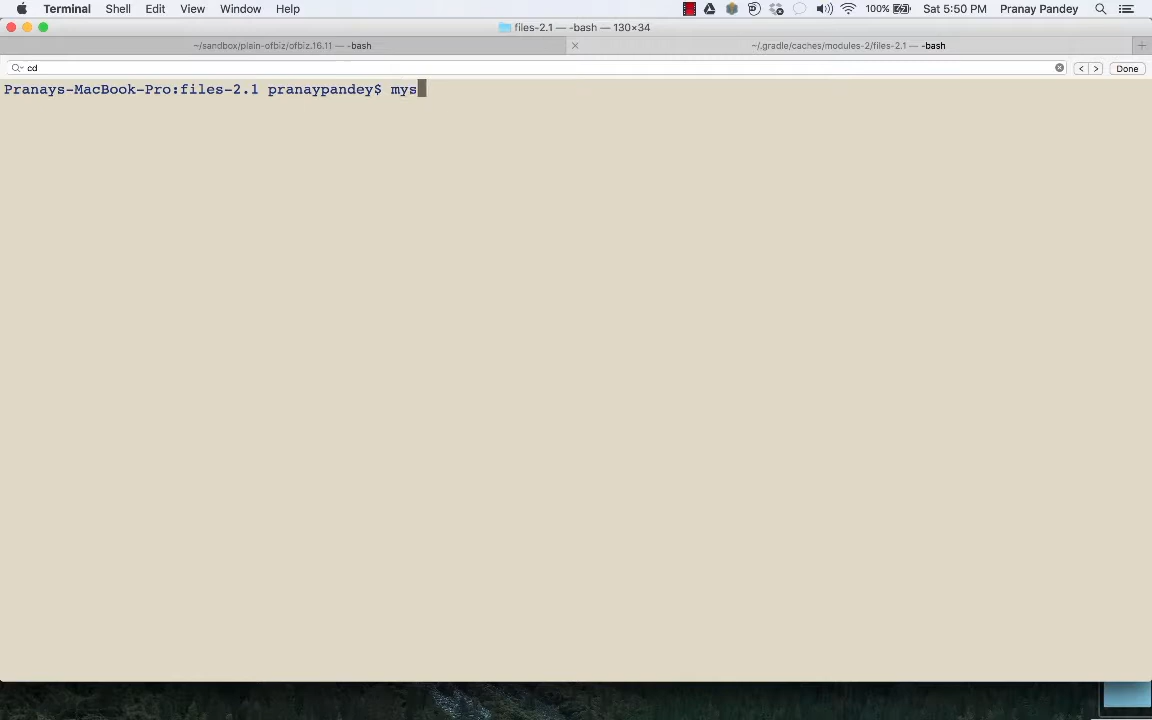 Terminal Shell Edit View Window Help 100% Sat 5:50 PM Pranay Pandey
files-2.1 — -bash — 130×34
~/sandbox/plain-ofbiz/ofbiz.16.11 — -bash ~/.gradle/caches/modules-2/files-2.1 — -bash
cd Done
Pranays-MacBook-Pro:files-2.1 pranaypandey$ mys